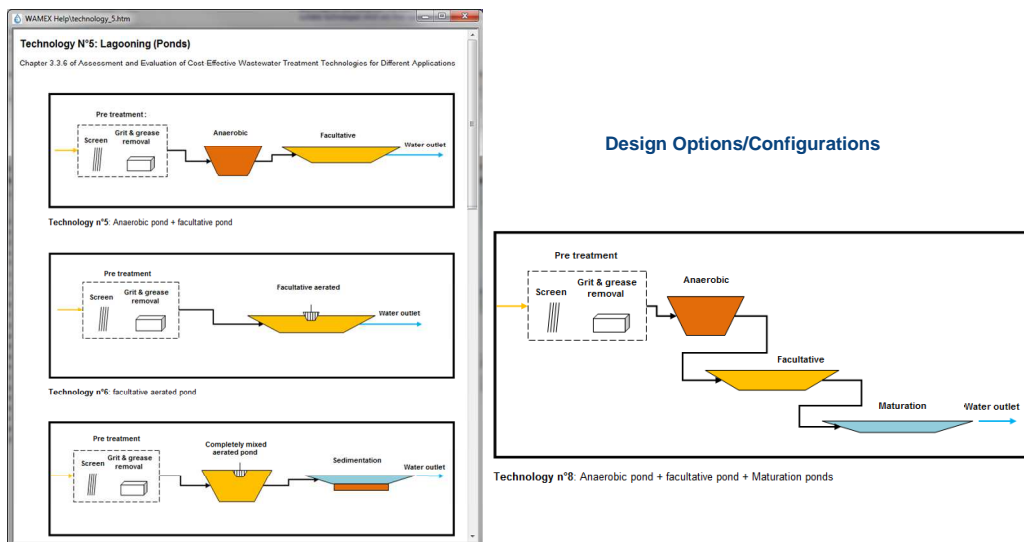 WAMEX Help\technology_5.htm
Technology N°5: Lagooning (Ponds)
Chapter 3.3.6 of Assessment and Evaluation of Cost-Effective Wastewater Treatment Technologies for Different Applications
Pre treatment :
Screen
Grit & grease
removal
Anaerobic
Facultative
Water outlet
Technology n°5: Anaerobic pond + facultative pond
Pre treatment
Screen
Grit & grease
removal
Facultative aerated
Water outlet
Technology n°6: facultative aerated pond
Pre treatment
Screen
Grit & grease
removal
Completely mixed
aerated pond
Sedimentation
Water outlet
Design Options/Configurations
Pre treatment
Screen
Grit & grease
removal
Anaerobic
Facultative
Maturation
Water outlet
Technology n°8: Anaerobic pond + facultative pond + Maturation ponds